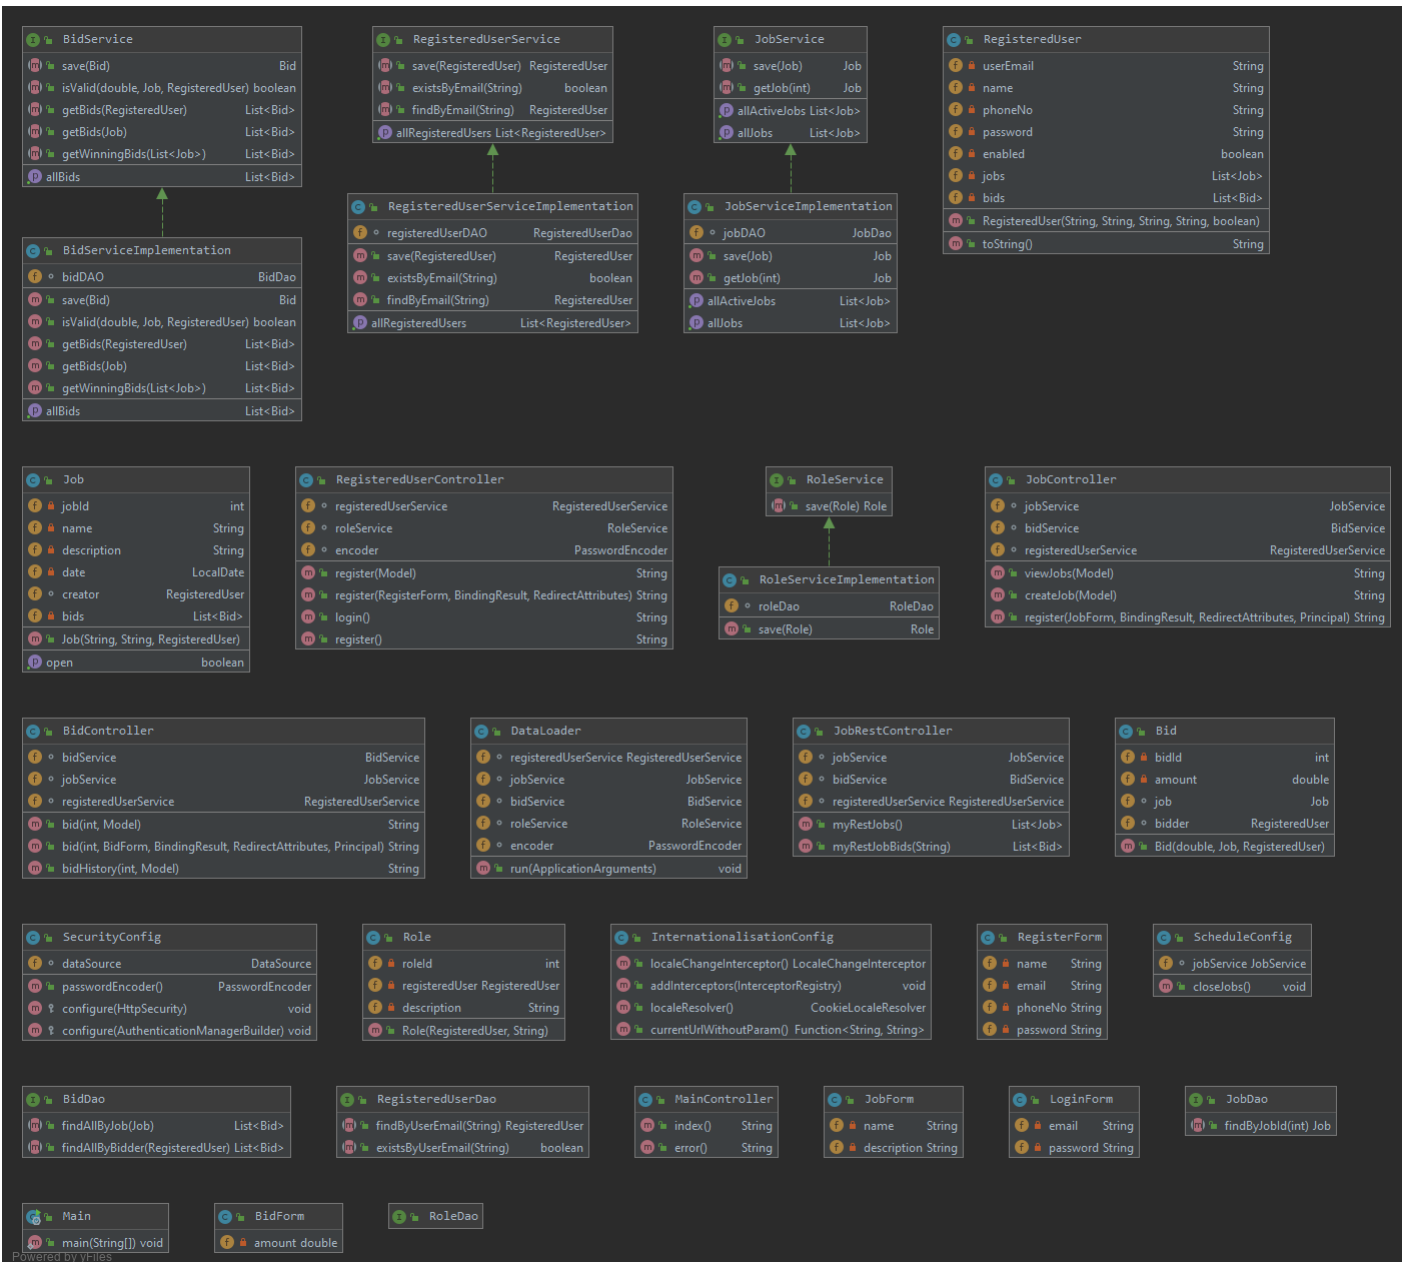 BidService
save(Bid) Bid
isValid(double, Job, RegisteredUser) boolean
getBids(RegisteredUser) List<Bid>
getBids(Job) List<Bid>
getWinningBids(List<Job>) List<Bid>
allBids List<Bid>
RegisteredUserService
save(RegisteredUser) RegisteredUser
existsByEmail(String) boolean
findByEmail(String) RegisteredUser
allRegisteredUsers List<RegisteredUser>
JobService
save(Job) Job
getJob(int) Job
allActiveJobs List<Job>
allJobs List<Job>
RegisteredUser
userEmail String
name String
phoneNo String
password String
enabled boolean
jobs List<Job>
bids List<Bid>
RegisteredUser(String, String, String, String, boolean)
toString() String
BidServiceImplementation
bidDAO BidDao
save(Bid) Bid
isValid(double, Job, RegisteredUser) boolean
getBids(RegisteredUser) List<Bid>
getBids(Job) List<Bid>
getWinningBids(List<Job>) List<Bid>
allBids List<Bid>
RegisteredUserServiceImplementation
registeredUserDAO RegisteredUserDao
save(RegisteredUser) RegisteredUser
existsByEmail(String) boolean
findByEmail(String) RegisteredUser
allRegisteredUsers List<RegisteredUser>
JobServiceImplementation
jobDAO JobDao
save(Job) Job
getJob(int) Job
allActiveJobs List<Job>
allJobs List<Job>
Job
jobId int
name String
description String
date LocalDate
creator RegisteredUser
bids List<Bid>
Job(String, String, RegisteredUser)
open boolean
RegisteredUserController
registeredUserService RegisteredUserService
roleService RoleService
encoder PasswordEncoder
register(Model) String
register(RegisterForm, BindingResult, RedirectAttributes) String
login() String
register() String
RoleService
save(Role) Role
RoleServiceImplementation
roleDao RoleDao
save(Role) Role
JobController
jobService JobService
bidService BidService
registeredUserService RegisteredUserService
viewJobs(Model) String
createJob(Model) String
register(JobForm, BindingResult, RedirectAttributes, Principal) String
BidController
bidService BidService
jobService JobService
registeredUserService RegisteredUserService
bid(int, Model) String
bid(int, BidForm, BindingResult, RedirectAttributes, Principal) String
bidHistory(int, Model) String
DataLoader
registeredUserService RegisteredUserService
jobService JobService
bidService BidService
roleService RoleService
encoder PasswordEncoder
run(ApplicationArguments) void
JobRestController
jobService JobService
bidService BidService
registeredUserService RegisteredUserService
myRestJobs() List<Job>
myRestJobBids(String) List<Bid>
Bid
bidId int
amount double
job Job
bidder RegisteredUser
Bid(double, Job, RegisteredUser)
SecurityConfig
dataSource DataSource
passwordEncoder() PasswordEncoder
configure(HttpSecurity) void
configure(AuthenticationManagerBuilder) void
Role
roleId int
registeredUser RegisteredUser
description String
Role(RegisteredUser, String)
InternationalisationConfig
localeChangeInterceptor() LocaleChangeInterceptor
addInterceptors(InterceptorRegistry) void
localeResolver() CookieLocaleResolver
currentUrlWithoutParam() Function<String, String>
RegisterForm
name String
email String
phoneNo String
password String
ScheduleConfig
jobService JobService
closeJobs() void
BidDao
findAllByJob(Job) List<Bid>
findAllByBidder(RegisteredUser) List<Bid>
RegisteredUserDao
findByUserEmail(String) RegisteredUser
existsByUserEmail(String) boolean
MainController
index() String
error() String
JobForm
name String
description String
LoginForm
email String
password String
JobDao
findByJobId(int) Job
Main
main(String[]) void
BidForm
amount double
RoleDao
Powered by yFiles